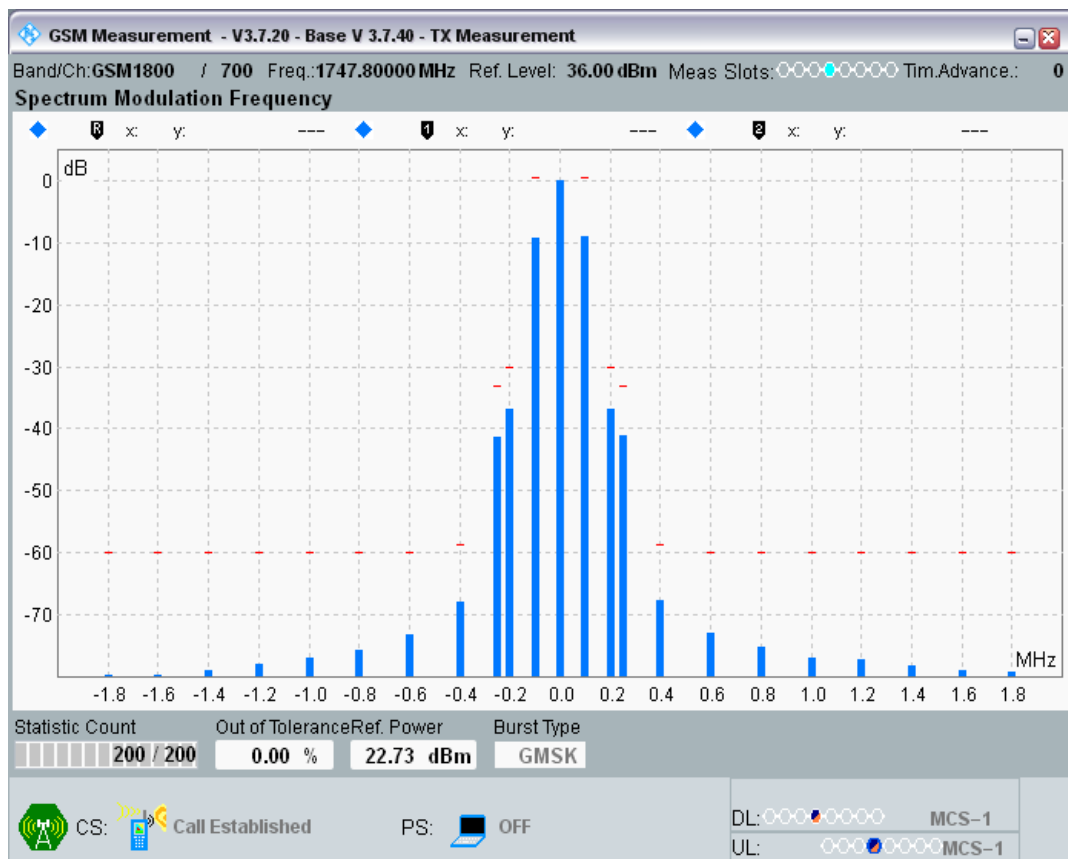 GSM Measurement - V3.7.20 - Base V 3.7.40 - TX Measurement
Band/Ch:GSM1800 / 700 Freq.:1747.80000 MHz Ref. Level: 36.00 dBm Meas Slots: Tim.Advance.: 0
Spectrum Modulation Frequency
R x: y: --- 1 x: y: --- 2 x: y: ---
dB
0
-10
-20
-30
-40
-50
-60
-70
MHz
-1.8 -1.6 -1.4 -1.2 -1.0 -0.8 -0.6 -0.4 -0.2 0.0 0.2 0.4 0.6 0.8 1.0 1.2 1.4 1.6 1.8
Statistic Count Out of Tolerance Ref. Power Burst Type
200 / 200 0.00 % 22.73 dBm GMSK
CS: Call Established PS: OFF
DL: MCS-1
UL: MCS-1